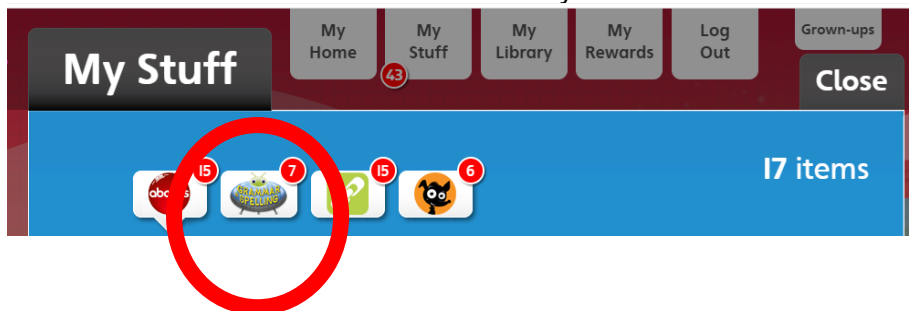 My Stuff
My
Home
My
Stuff
43
My
Library
My
Rewards
Log
Out
Grown-ups
Close
15
7
15
6
GRAMMAR
SPELLING
17 items